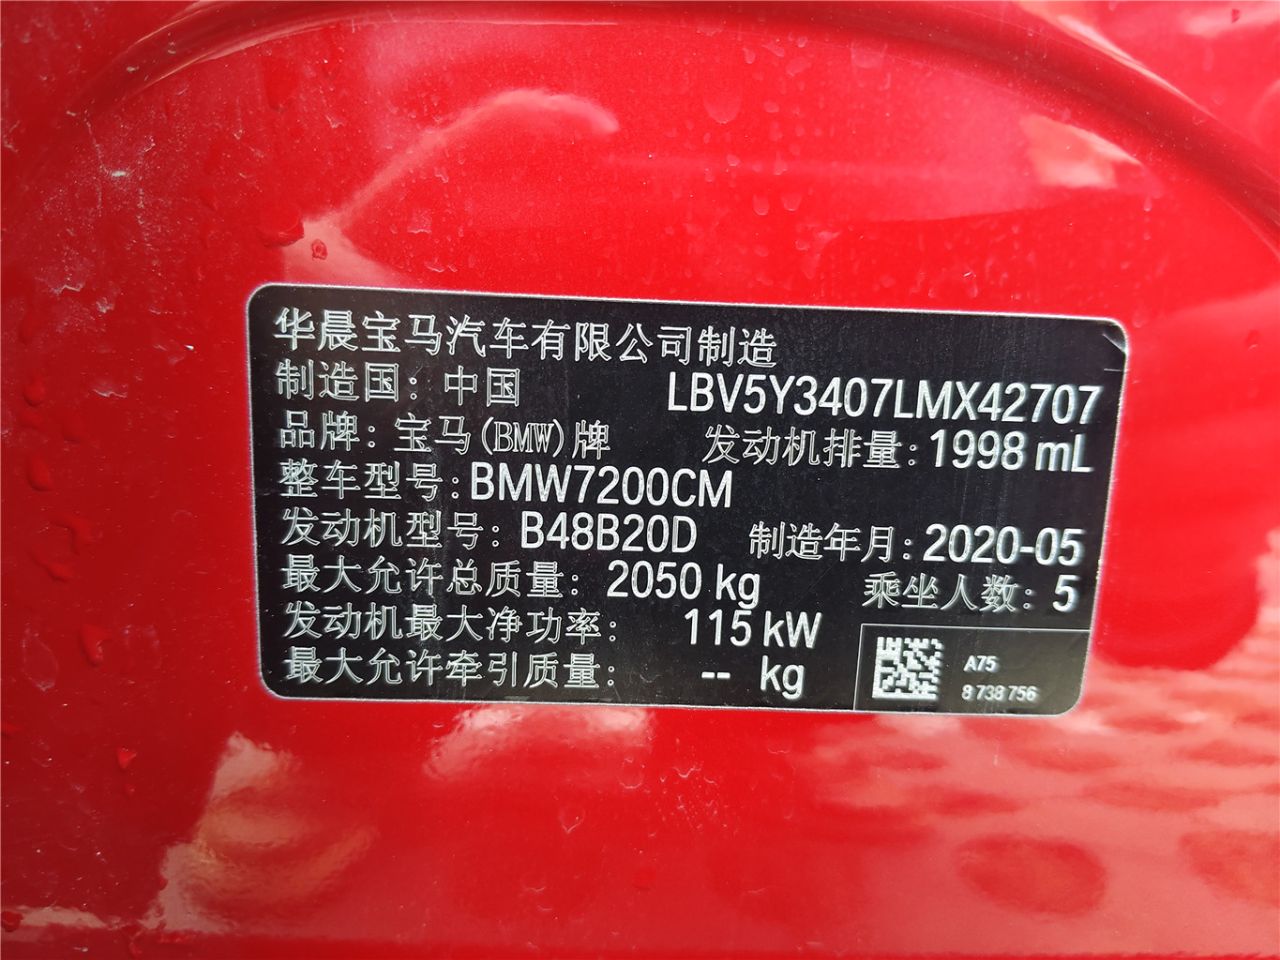 华晨宝马汽车有限公司制造
制造国：中国 LBV5Y3407LMX42707
品牌：宝马(BMW)牌 发动机排量：1998 mL
整车型号：BMW7200CM
发动机型号：B48B20D 制造年月：2020-05
最大允许总质量：2050 kg 乘坐人数：5
发动机最大净功率：115 kW
最大允许牵引质量：-- kg
A75
8 738 756